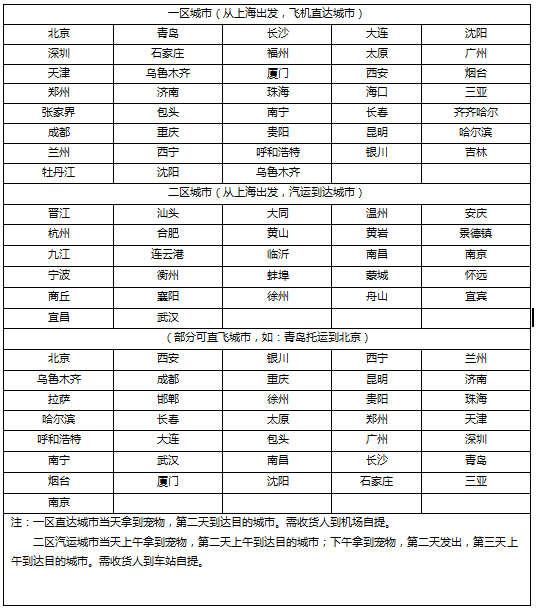 一区城市（从上海出发，飞机直达城市）
北京 青岛 长沙 大连 沈阳
深圳 石家庄 福州 太原 广州
天津 乌鲁木齐 厦门 西安 烟台
郑州 济南 珠海 海口 三亚
张家界 包头 南宁 长春 齐齐哈尔
成都 重庆 贵阳 昆明 哈尔滨
兰州 西宁 呼和浩特 银川 吉林
牡丹江 沈阳 乌鲁木齐
二区城市（从上海出发，汽运到达城市）
晋江 汕头 大同 温州 安庆
杭州 合肥 黄山 黄岩 景德镇
九江 连云港 临沂 南昌 南京
宁波 衡州 蚌埠 蒙城 怀远
商丘 襄阳 徐州 舟山 宜宾
宜昌 武汉
（部分可直飞城市，如：青岛托运到北京）
北京 西安 银川 西宁 兰州
乌鲁木齐 成都 重庆 昆明 济南
拉萨 邯郸 徐州 贵阳 珠海
哈尔滨 长春 太原 郑州 天津
呼和浩特 大连 包头 广州 深圳
南宁 武汉 南昌 长沙 青岛
烟台 厦门 沈阳 石家庄 三亚
南京
注：一区直达城市当天拿到宠物，第二天到达目的城市。需收货人到机场自提。
二区汽运城市当天上午拿到宠物，第二天上午到达目的城市；下午拿到宠物，第二天发出，第三天上
午到达目的城市。需收货人到车站自提。